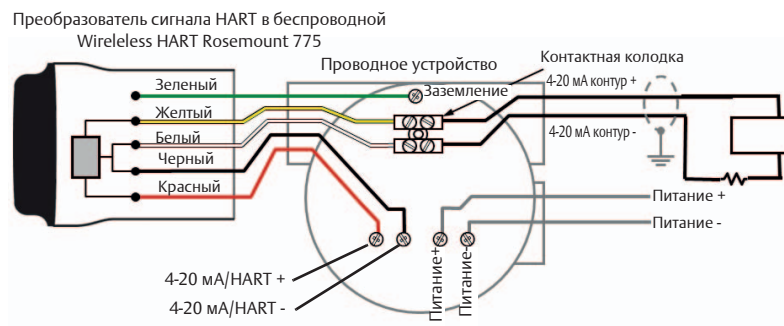 Преобразователь сигнала HART в беспроводной
Wireleless HART Rosemount 775
Проводное устройство
Контактная колодка
Зеленый
Заземление
4-20 мА контур +
Желтый
Белый
4-20 мА контур -
Черный
Красный
Питание +
Питание -
4-20 мА/HART +
4-20 мА/HART -
Питание+
Питание-